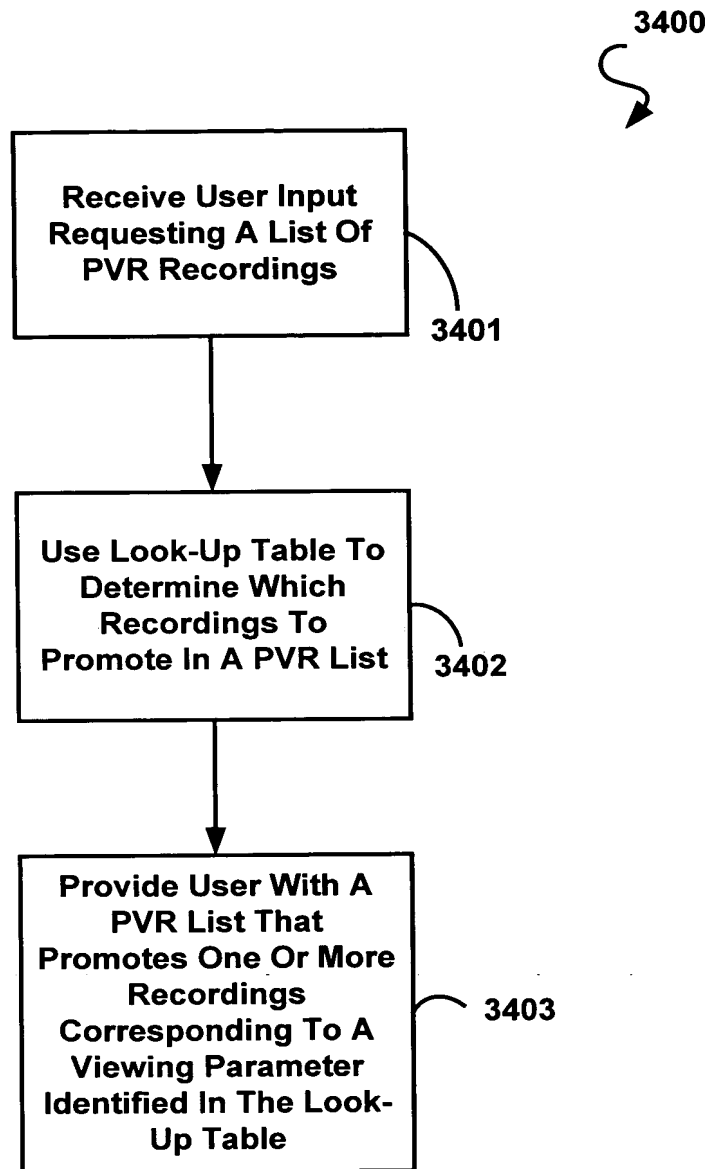 3400
Receive User Input
Requesting A List Of
PVR Recordings
3401
Use Look-Up Table To
Determine Which
Recordings To
Promote In A PVR List
3402
Provide User With A
PVR List That
Promotes One Or More
Recordings
Corresponding To A
Viewing Parameter
Identified In The Look-
Up Table
3403